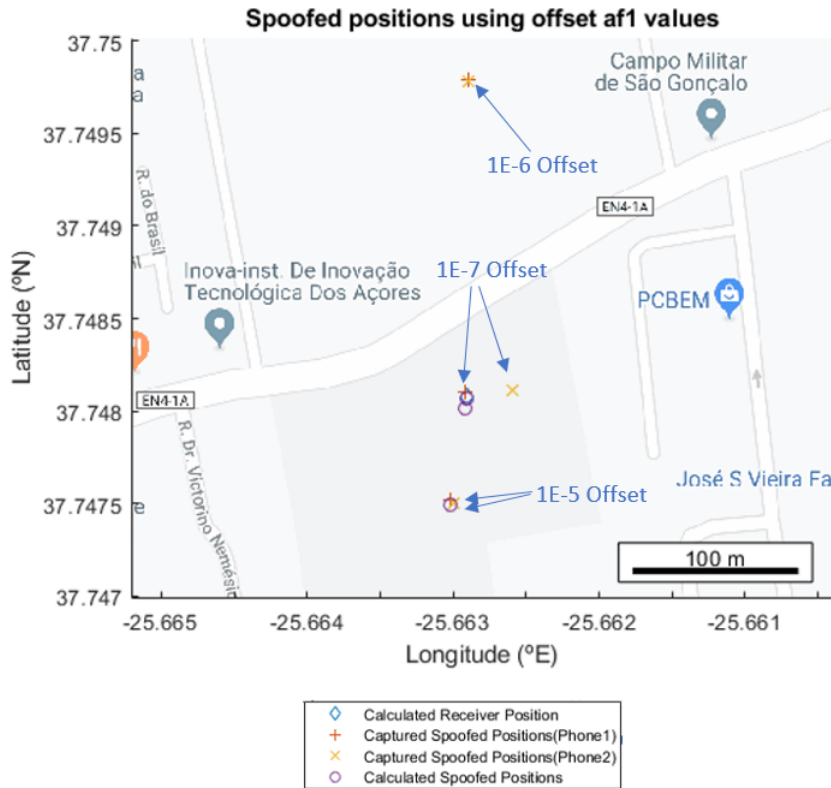 Spoofed positions using offset af1 values
37.75
37.7495
37.749
37.7485
37.748
37.7475
37.747
Latitude (ºN)
a
a
Campo Militar
de São Gonçalo
1E-6 Offset
R. do Brasil
EN4-1A
il
Inova-inst. De Inovação
Tecnológica Dos Açores
1E-7 Offset
PCBEM
EN4-1A
R. Dr. Victorino Nemési
1E-5 Offset
José S Vieira Fa
e
100 m
-25.665
-25.664
-25.663
-25.662
-25.661
Longitude (ºE)
Calculated Receiver Position
Captured Spoofed Positions(Phone1)
Captured Spoofed Positions(Phone2)
Calculated Spoofed Positions